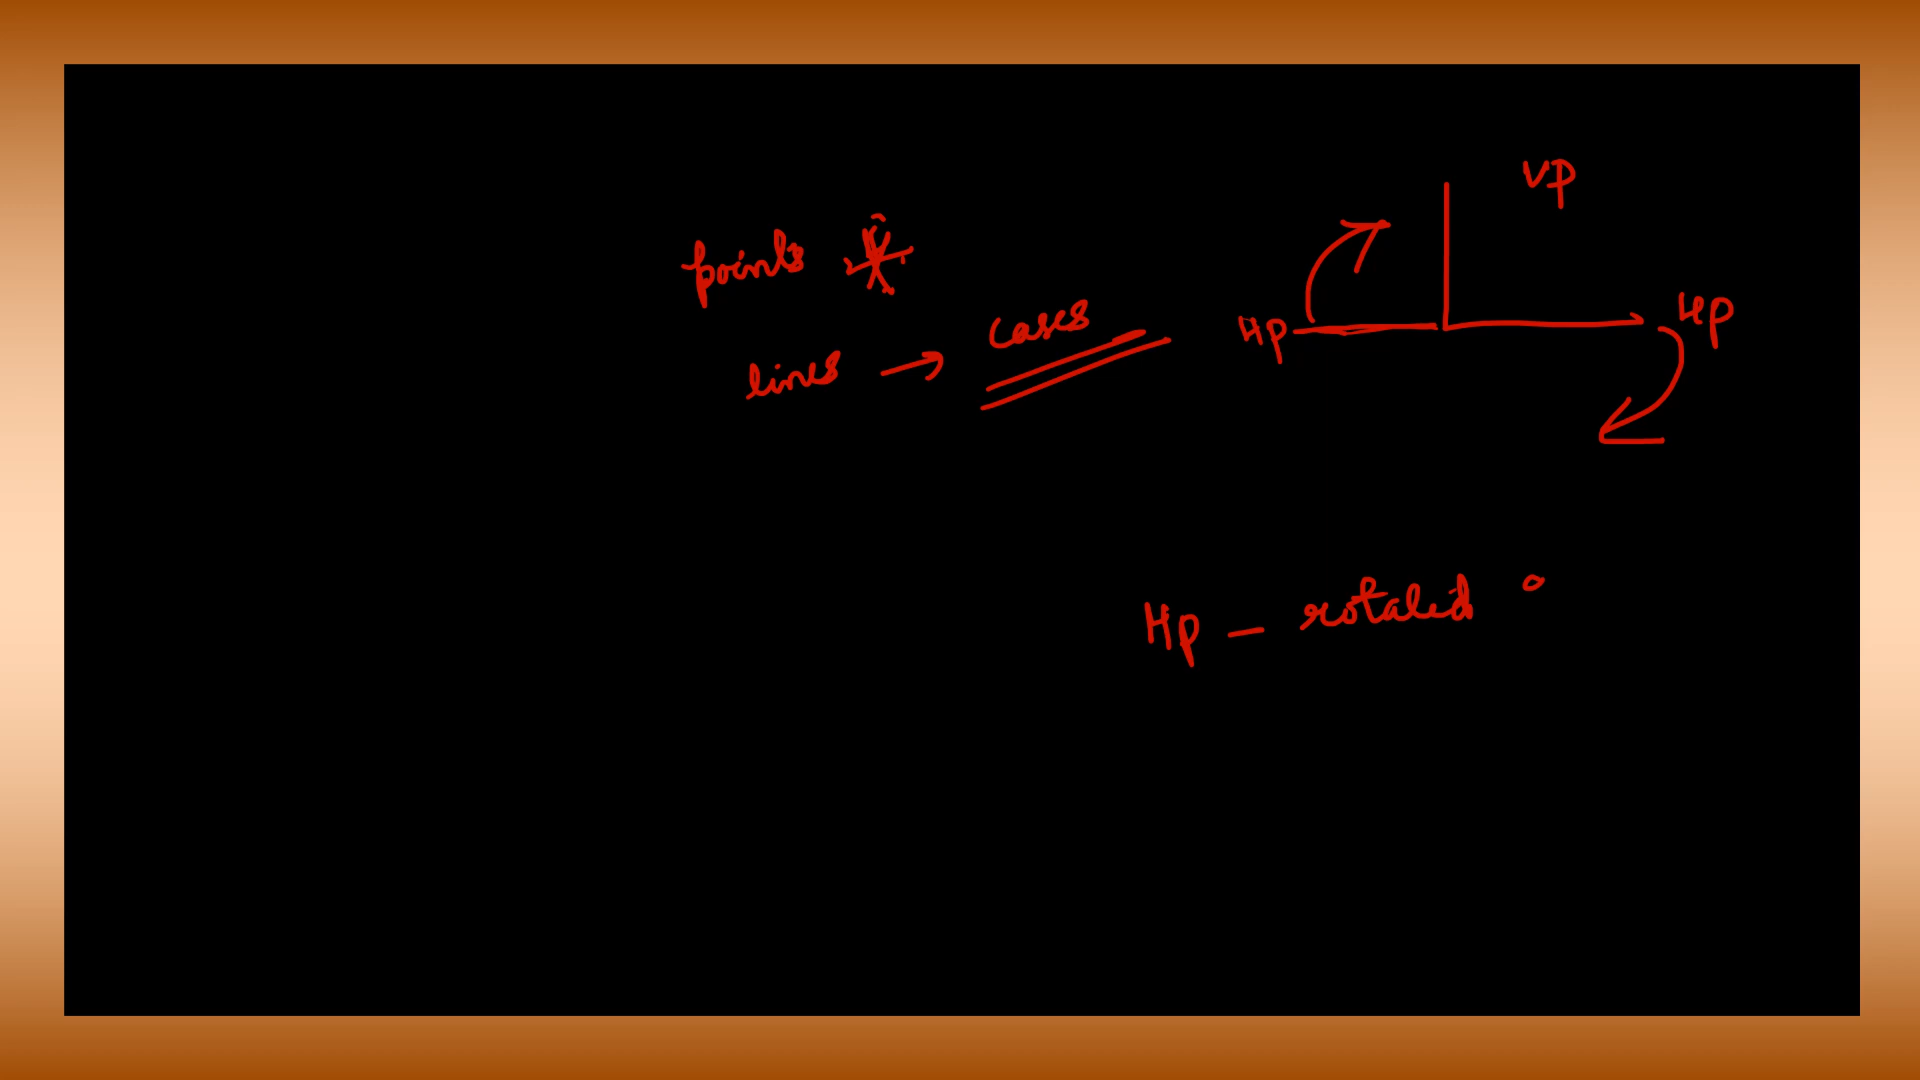 VP
points
cases
Hp
Hp
lines →
Hp - rotated